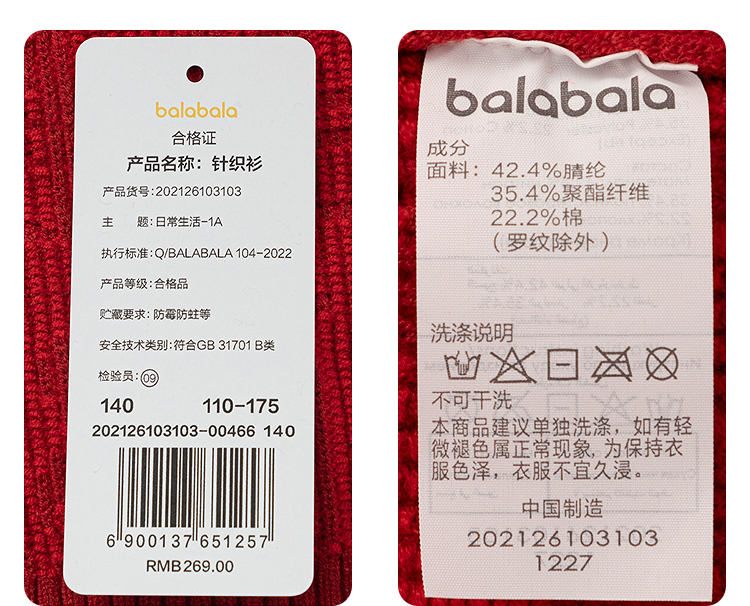 balabala
合格证
产品名称：针织衫
产品货号：202126103103
主 题：日常生活-1A
执行标准：Q/BALABALA 104-2022
产品等级：合格品
贮藏要求：防霉防蛀等
安全技术类别：符合GB 31701 B类
检验员：09
140 110-175
202126103103-00466 140
6 900137 651257
RMB269.00
balabala
成分
面料：42.4%腈纶
35.4%聚酯纤维
22.2%棉
（罗纹除外）
洗涤说明
不可干洗
本商品建议单独洗涤，如有轻
微褪色属正常现象，为保持衣
服色泽，衣服不宜久浸。
中国制造
202126103103
1227